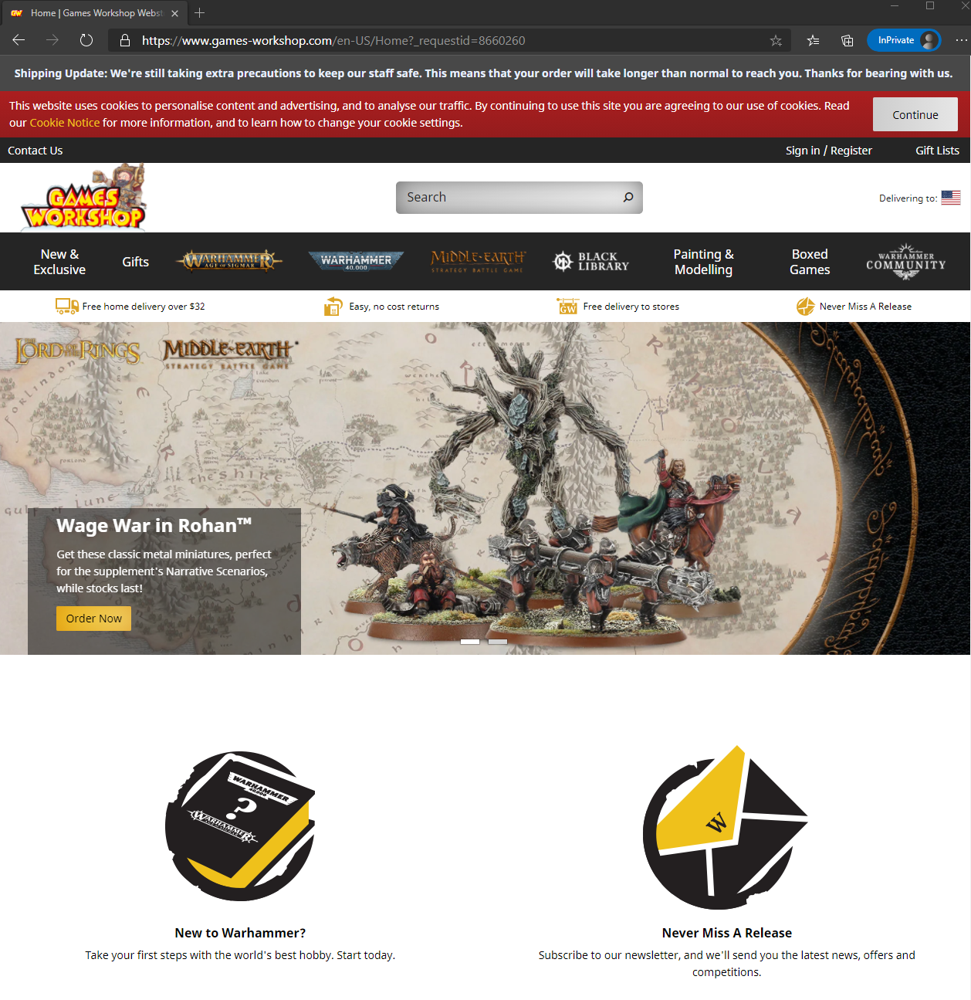 Home | Games Workshop Webst
https://www.games-workshop.com/en-US/Home?_requestid=8660260
InPrivate
Shipping Update: We're still taking extra precautions to keep our staff safe. This means that your order will take longer than normal to reach you. Thanks for bearing with us.
This website uses cookies to personalise content and advertising, and to analyse our traffic. By continuing to use this site you are agreeing to our use of cookies. Read
our Cookie Notice for more information, and to learn how to change your cookie settings.
Continue
Contact Us
Sign in / Register
Gift Lists
GAMES
WORKSHOP
Search
Delivering to:
New &
Exclusive
Gifts
WARHAMMER
AGE OF SIGMAR
WARHAMMER
40,000
MIDDLE-EARTH
STRATEGY BATTLE GAME
BLACK
LIBRARY
Painting &
Modelling
Boxed
Games
WARHAMMER
COMMUNITY
Free home delivery over $32
Easy, no cost returns
GW
Free delivery to stores
Never Miss A Release
THE
LORD OF THE RINGS
MIDDLE-EARTH
STRATEGY BATTLE GAME
the shire
gulf of lune
Wage War in Rohan™
Get these classic metal miniatures, perfect
for the supplement's Narrative Scenarios,
while stocks last!
Order Now
WARHAMMER
40,000
?
WARHAMMER
W
New to Warhammer?
Take your first steps with the world's best hobby. Start today.
Never Miss A Release
Subscribe to our newsletter, and we'll send you the latest news, offers and
competitions.